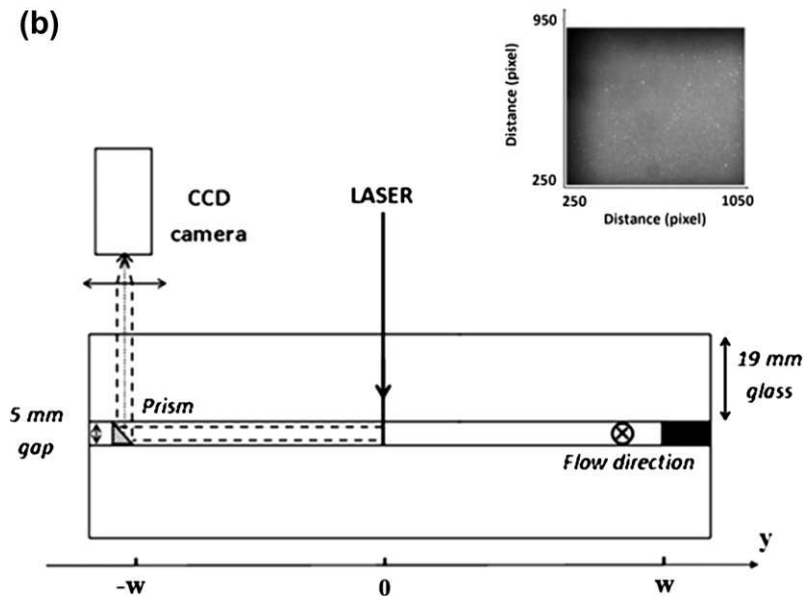 (b)
950
Distance (pixel)
250
250
1050
Distance (pixel)
CCD
camera
LASER
19 mm
glass
Prism
5 mm
gap
Flow direction
y
-w
0
w